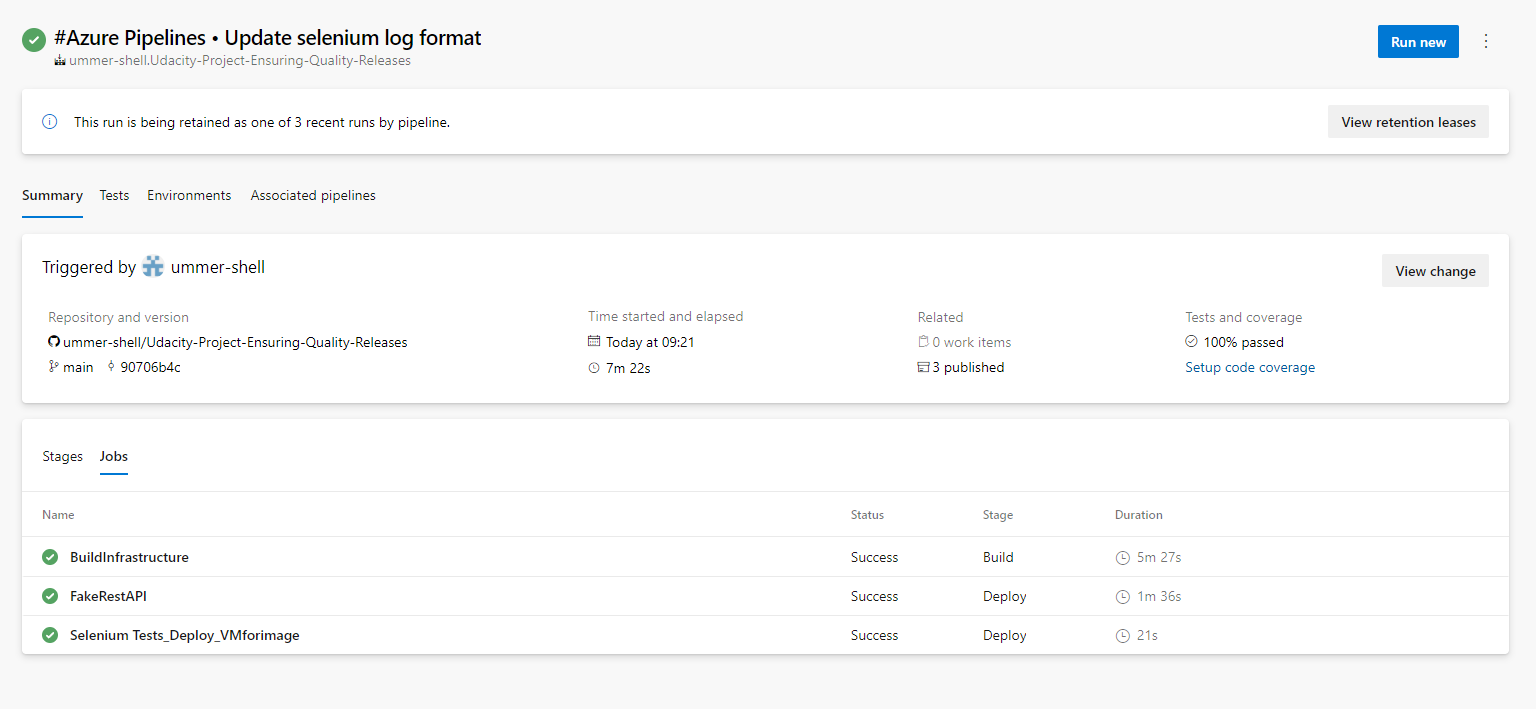 #Azure Pipelines • Update selenium log format
Run new
ummer-shell.Udacity-Project-Ensuring-Quality-Releases
This run is being retained as one of 3 recent runs by pipeline.
View retention leases
Summary Tests Environments Associated pipelines
Triggered by ummer-shell
View change
Repository and version Time started and elapsed Related Tests and coverage
ummer-shell/Udacity-Project-Ensuring-Quality-Releases Today at 09:21 0 work items 100% passed
main 90706b4c 7m 22s 3 published Setup code coverage
Stages Jobs
Name Status Stage Duration
BuildInfrastructure Success Build 5m 27s
FakeRestAPI Success Deploy 1m 36s
Selenium Tests_Deploy_VMforimage Success Deploy 21s